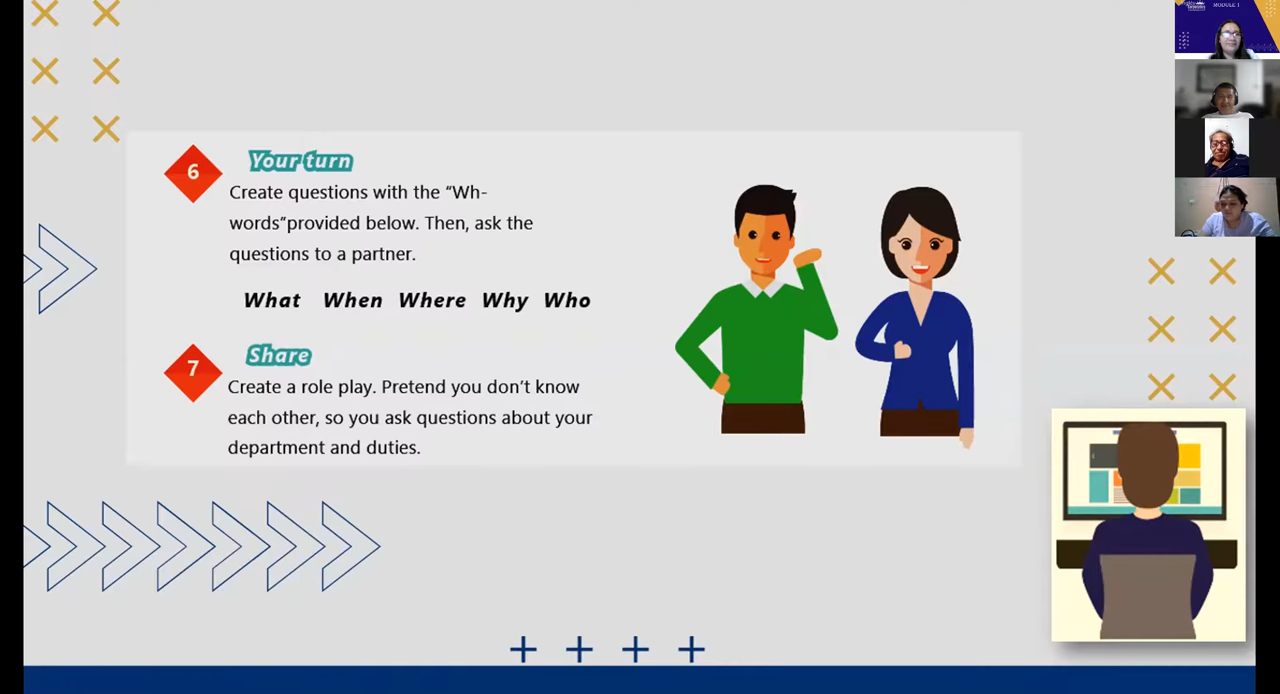 MODULE 1
6
Your turn
Create questions with the “Wh-
words”provided below. Then, ask the
questions to a partner.
What When Where Why Who
7
Share
Create a role play. Pretend you don’t know
each other, so you ask questions about your
department and duties.